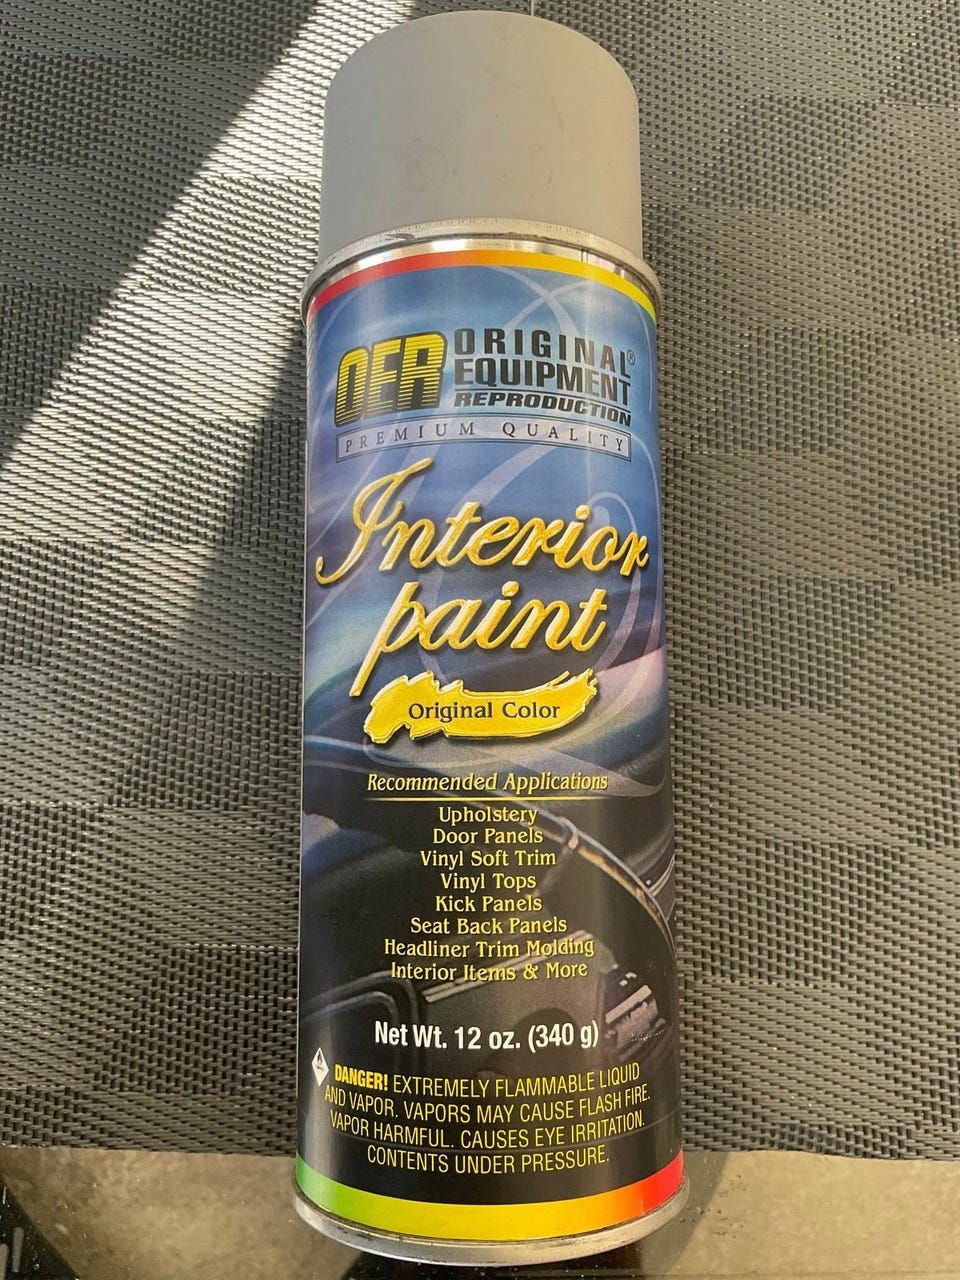 OER ORIGINAL®
EQUIPMENT
REPRODUCTION
PREMIUM QUALITY
Interior
paint
Original Color
Recommended Applications
Upholstery
Door Panels
Vinyl Soft Trim
Vinyl Tops
Kick Panels
Seat Back Panels
Headliner Trim Molding
Interior Items & More
Net Wt. 12 oz. (340 g)
DANGER! EXTREMELY FLAMMABLE LIQUID
AND VAPOR. VAPORS MAY CAUSE FLASH FIRE.
VAPOR HARMFUL. CAUSES EYE IRRITATION.
CONTENTS UNDER PRESSURE.